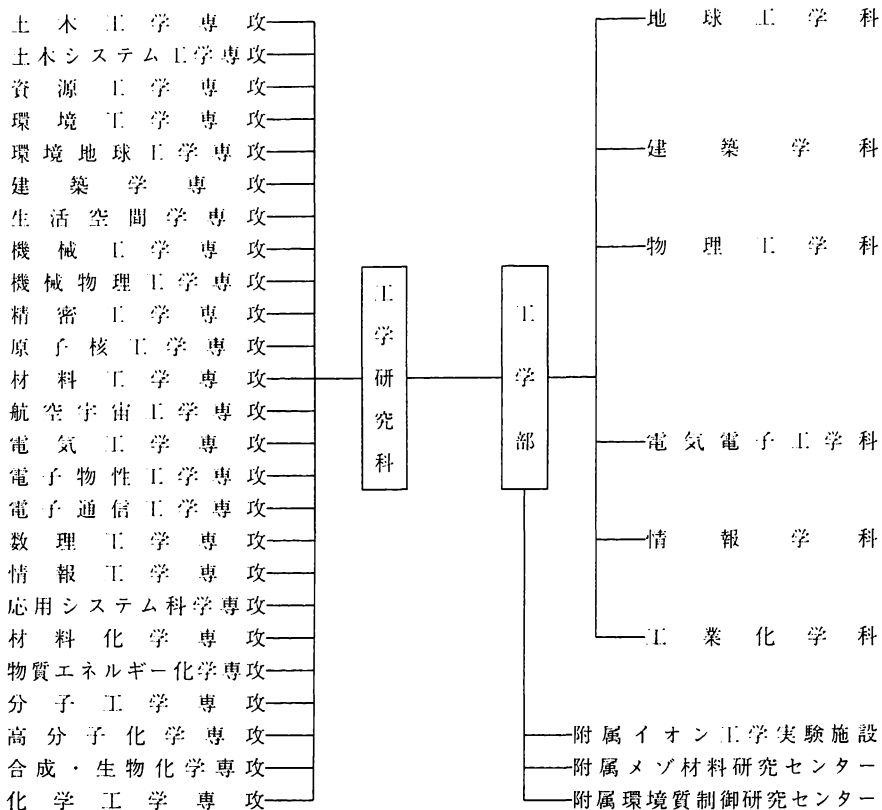 土木工学専攻
土木システム工学専攻
資源工学専攻
環境工学専攻
環境地球工学専攻
建築学専攻
生活空間学専攻
機械工学専攻
機械物理工学専攻
精密工学専攻
原子核工学専攻
材料工学専攻
航空宇宙工学専攻
電気工学専攻
電子物性工学専攻
電子通信工学専攻
数理工学専攻
情報工学専攻
応用システム科学専攻
材料化学専攻
物質エネルギー化学専攻
分子工学専攻
高分子化学専攻
合成・生物化学専攻
化学工学専攻
工学研究科
工学部
地球工学科
建築学科
物理工学科
電気電子工学科
情報学科
工業化学科
附属イオン工学実験施設
附属メゾ材料研究センター
附属環境質制御研究センター